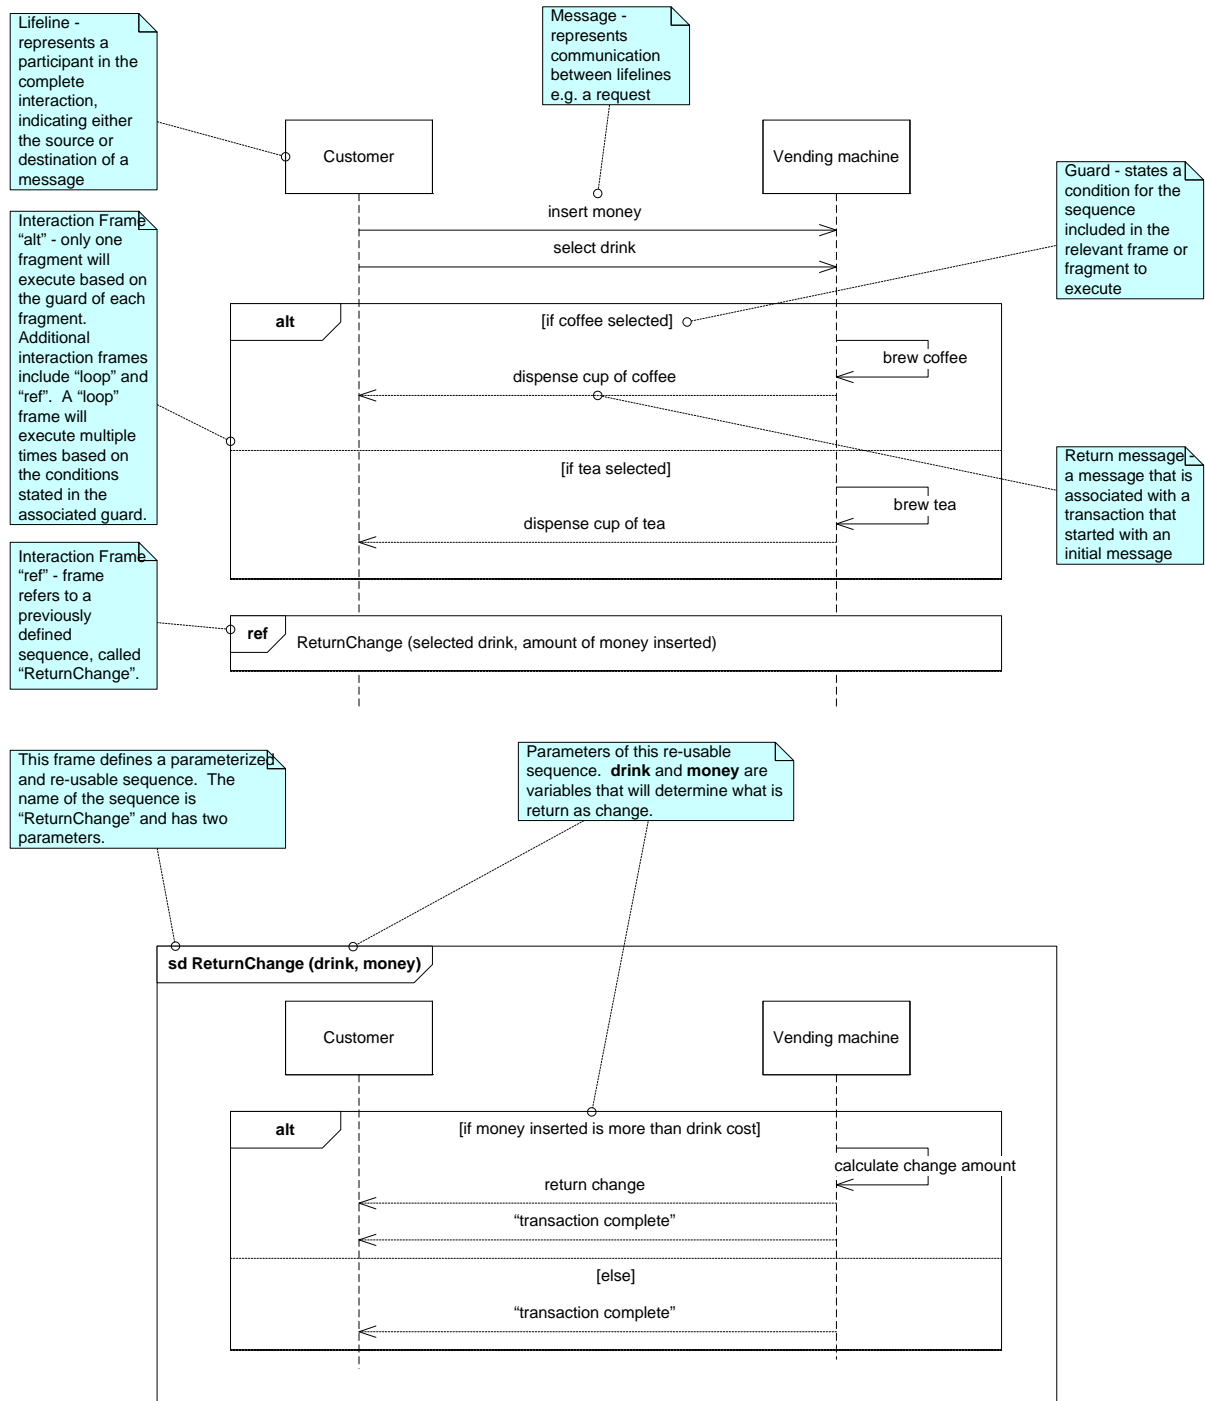 Lifeline -
represents a
participant in the
complete
interaction,
indicating either
the source or
destination of a
message
Message -
represents
communication
between lifelines
e.g. a request
Customer
Vending machine
Guard - states a
condition for the
sequence
included in the
relevant frame or
fragment to
execute
insert money
select drink
Interaction Frame
“alt” - only one
fragment will
execute based on
the guard of each
fragment.
Additional
interaction frames
include “loop” and
“ref”.  A “loop”
frame will
execute multiple
times based on
the conditions
stated in the
associated guard.
alt
[if coffee selected]
brew coffee
dispense cup of coffee
[if tea selected]
brew tea
dispense cup of tea
Return message -
a message that is
associated with a
transaction that
started with an
initial message
Interaction Frame
“ref” - frame
refers to a
previously
defined
sequence, called
“ReturnChange”.
ref
ReturnChange (selected drink, amount of money inserted)
This frame defines a parameterized
and re-usable sequence.  The
name of the sequence is
“ReturnChange” and has two
parameters.
Parameters of this re-usable
sequence.  drink and money are
variables that will determine what is
return as change.
sd ReturnChange (drink, money)
Customer
Vending machine
alt
[if money inserted is more than drink cost]
calculate change amount
return change
“transaction complete”
[else]
“transaction complete”